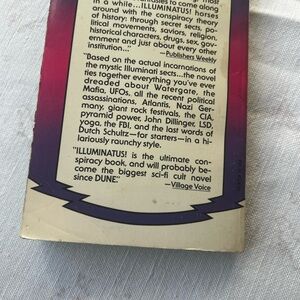 in a while...ILLUMINATUS! horses
around with the conspiracy theory
of history: through secret sects, po-
litical movements, saviors, religion,
historical characters, drugs, sex, gov-
ernment and just about every other
institution..."
—Publishers Weekly
"Based on the actual incarnations of
the mystic Illuminati sects...the novel
ties together everything you've ever
dreaded about Watergate, the
Mafia, UFOs, all the recent political
assassinations, Atlantis, Nazi Ger-
many, giant rock festivals, the CIA,
pyramid power, John Dillinger, LSD,
yoga, the FBI, and the last words of
Dutch Schultz—for starters—in a hi-
lariously raunchy style.
"ILLUMINATUS! is the ultimate con-
spiracy book, and will probably be-
come the biggest sci-fi cult novel
since DUNE."
—Village Voice